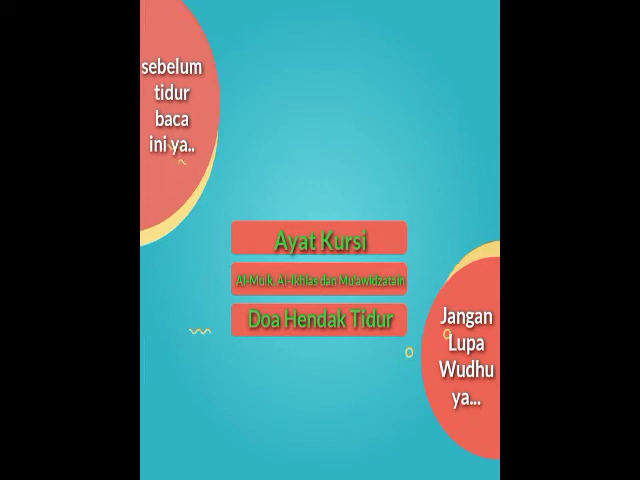 sebelum
tidur
baca
ini ya..
Ayat Kursi
Al-Mulk, Al-Ikhlas dan Mu'awidzatain
Doa Hendak Tidur
Jangan
Lupa
Wudhu
ya...